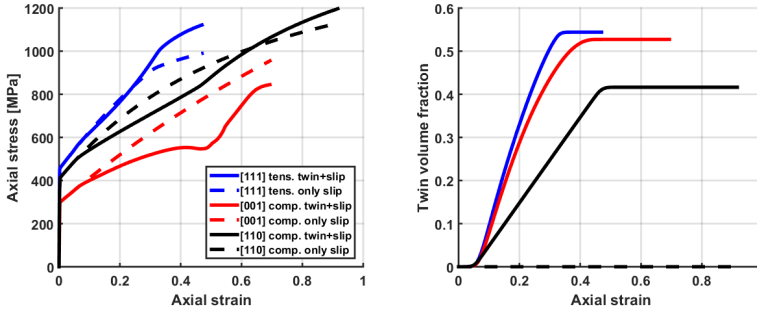 1200
1000
800
600
400
200
0
Axial stress [MPa]
0
0.2
0.4
0.6
0.8
1
Axial strain
[111] tens. twin+slip
[111] tens. only slip
[001] comp. twin+slip
[001] comp. only slip
[110] comp. twin+slip
[110] comp. only slip
0.6
0.5
0.4
0.3
0.2
0.1
0
Twin volume fraction
0
0.2
0.4
0.6
0.8
Axial strain